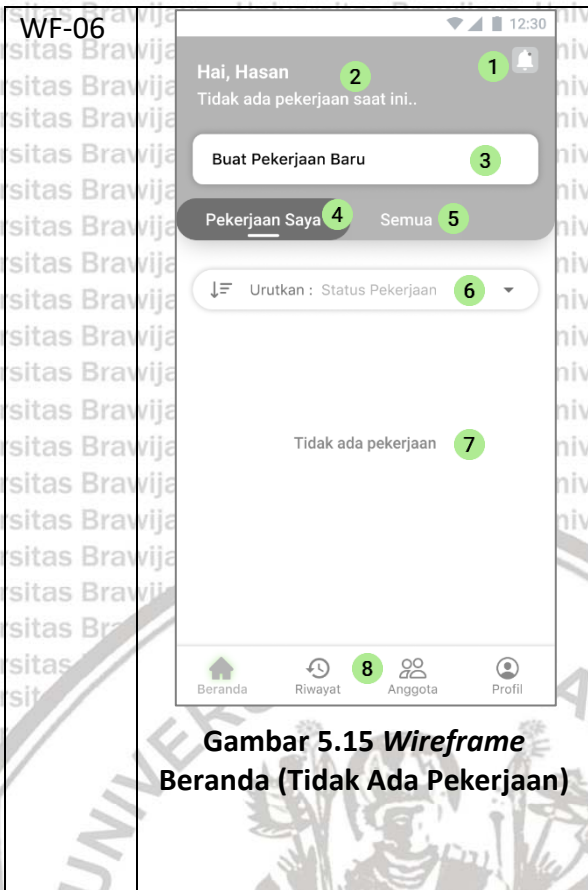 WF-06
12:30
1
Hai, Hasan
2
Tidak ada pekerjaan saat ini..
Buat Pekerjaan Baru 3
Pekerjaan Saya 4 Semua 5
Urutkan : Status Pekerjaan 6
Tidak ada pekerjaan 7
8
Beranda Riwayat Anggota Profil
Gambar 5.15 Wireframe
Beranda (Tidak Ada Pekerjaan)